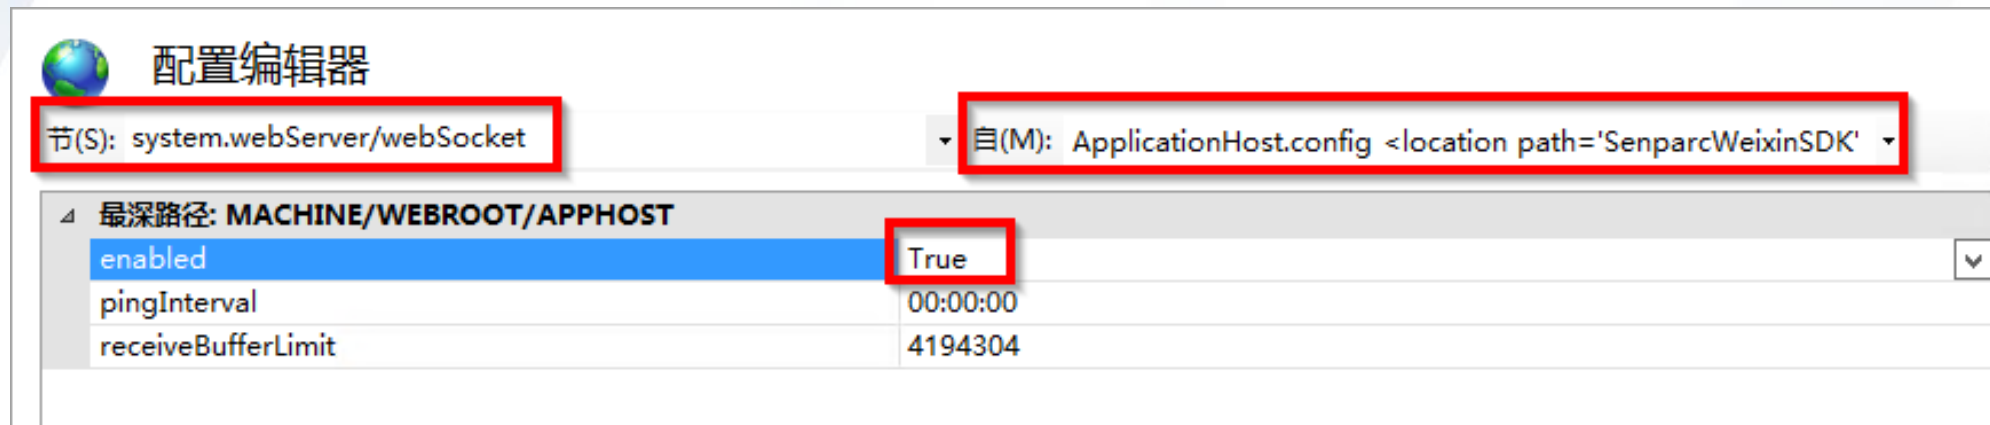 配置编辑器
节(S): system.webServer/webSocket 自(M): ApplicationHost.config <location path='SenparcWeixinSDK'
最深路径: MACHINE/WEBROOT/APPHOST
enabled True
pingInterval 00:00:00
receiveBufferLimit 4194304